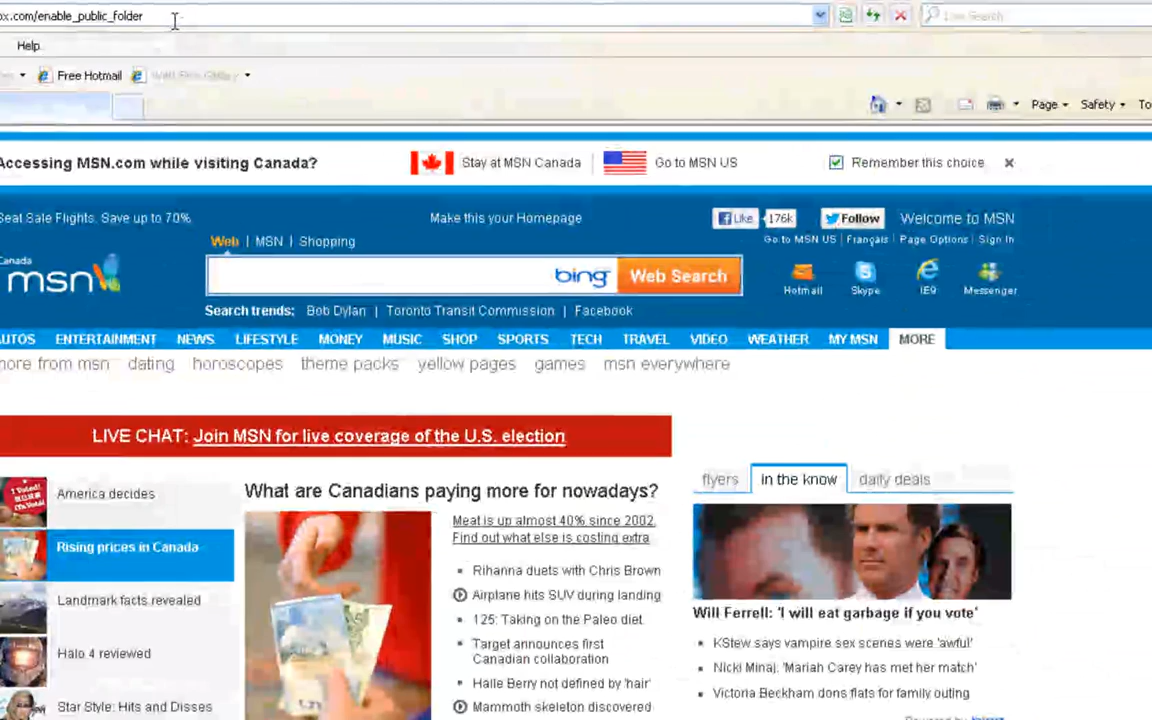 ox.com/enable_public_folder
Live Search
Help
Free Hotmail
Page
Safety
To
Accessing MSN.com while visiting Canada?
Stay at MSN Canada
Go to MSN US
Remember this choice
Seat Sale Flights. Save up to 70%
Make this your Homepage
Like
176k
Follow
Welcome to MSN
Web | MSN | Shopping
Go to MSN US | Français | Page Options | Sign In
Canada
msn
bing
Web Search
Hotmail
Skype
IE9
Messenger
Search trends: Bob Dylan | Toronto Transit Commission | Facebook
AUTOS ENTERTAINMENT NEWS LIFESTYLE MONEY MUSIC SHOP SPORTS TECH TRAVEL VIDEO WEATHER MY MSN MORE
more from msn dating horoscopes theme packs yellow pages games msn everywhere
LIVE CHAT: Join MSN for live coverage of the U.S. election
flyers
in the know
daily deals
America decides
Rising prices in Canada
Landmark facts revealed
Halo 4 reviewed
Star Style: Hits and Disses
What are Canadians paying more for nowadays?
Meat is up almost 40% since 2002.
Find out what else is costing extra
Rihanna duets with Chris Brown
Airplane hits SUV during landing
125: Taking on the Paleo diet
Target announces first
Canadian collaboration
Halle Berry not defined by 'hair'
Mammoth skeleton discovered
Will Ferrell: 'I will eat garbage if you vote'
KStew says vampire sex scenes were 'awful'
Nicki Minaj: 'Mariah Carey has met her match'
Victoria Beckham dons flats for family outing